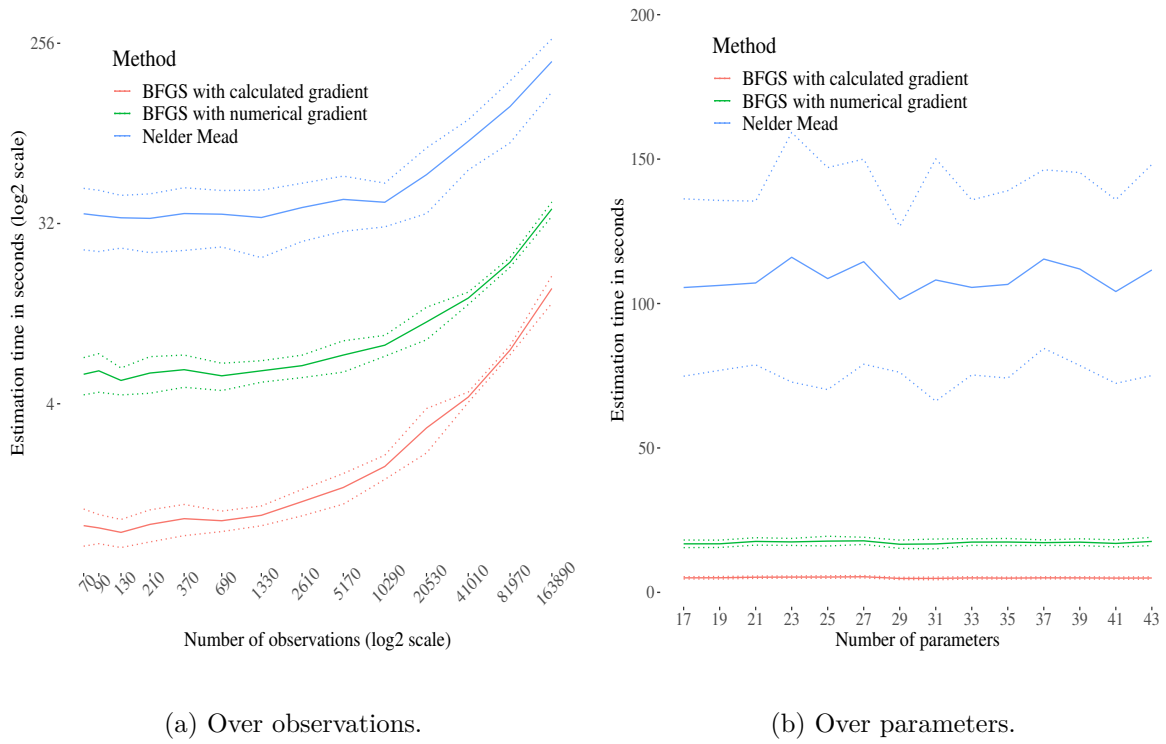 256
32
4
Estimation time in seconds (log2 scale)
Method
BFGS with calculated gradient
BFGS with numerical gradient
Nelder Mead
70
90
130
210
370
690
1330
2610
5170
10290
20530
41010
81970
163890
Number of observations (log2 scale)
(a) Over observations.
200
150
100
50
0
Estimation time in seconds
Method
BFGS with calculated gradient
BFGS with numerical gradient
Nelder Mead
17 19 21 23 25 27 29 31 33 35 37 39 41 43
Number of parameters
(b) Over parameters.